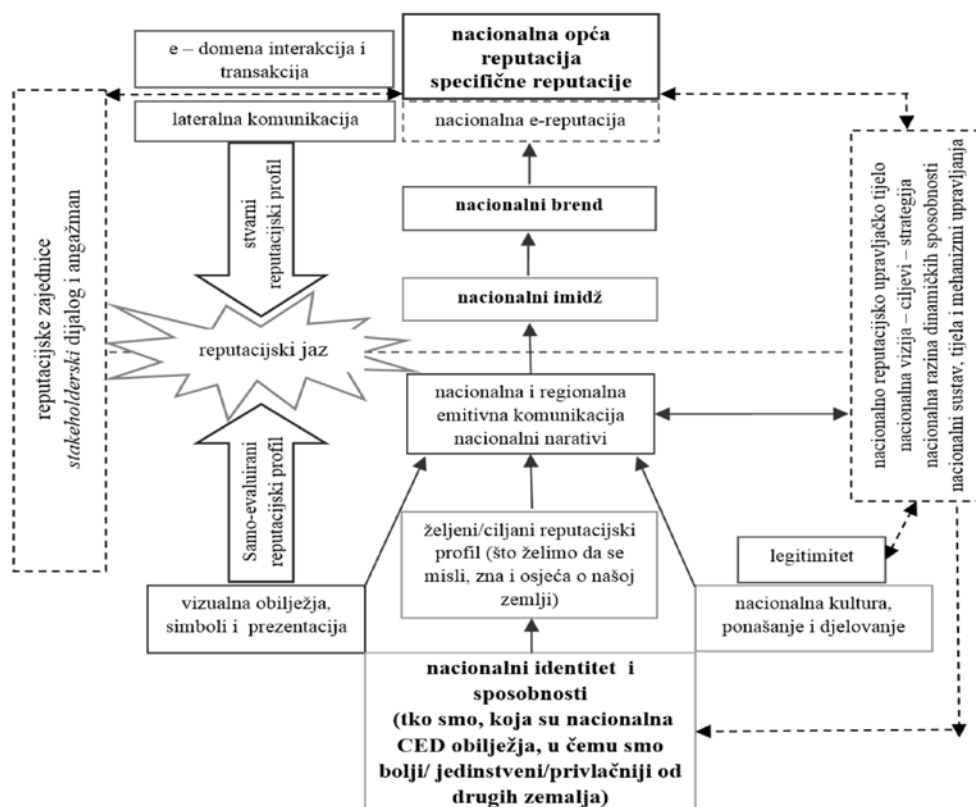 e – domena interakcija i
transakcija
lateralna komunikacija
nacionalna opća
reputacija
specifične reputacije
nacionalna e-reputacija
nacionalni brend
nacionalni imidž
reputacijske zajednice
stakeholderski dijalog i angažman
stvarni
reputacijski profil
reputacijski jaz
Samo-evaluirani
reputacijski profil
nacionalna i regionalna
emitivna komunikacija
nacionalni narativi
nacionalno reputacijsko upravljačko tijelo
nacionalna vizija – ciljevi – strategija
nacionalna razina dinamičkih sposobnosti
nacionalni sustav, tijela i mehanizmi upravljanja
željeni/ciljani reputacijski
profil (što želimo da se
misli, zna i osjeća o našoj
zemlji)
legitimitet
vizualna obilježja,
simboli i prezentacija
nacionalna kultura,
ponašanje i djelovanje
nacionalni identitet i
sposobnosti
(tko smo, koja su nacionalna
CED obilježja, u čemu smo
bolji/ jedinstveni/privlačniji od
drugih zemalja)